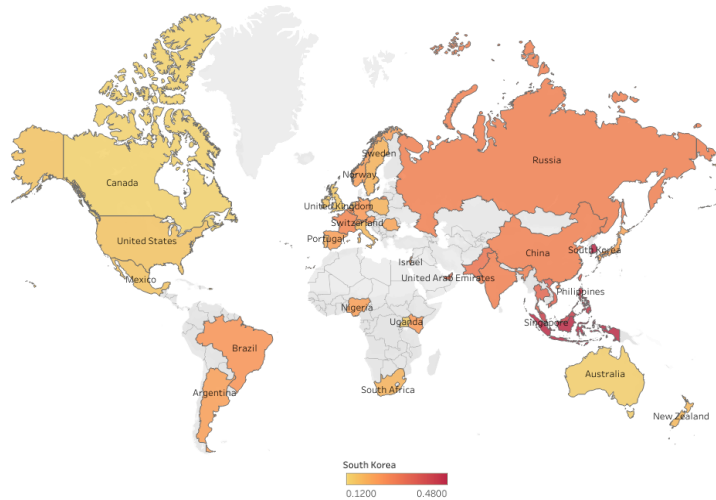 Canada
United States
Mexico
Brazil
Argentina
Sweden
Norway
United Kingdom
Switzerland
Portugal
Israel
United Arab Emirates
Nigeria
Uganda
South Africa
Russia
China
South Korea
Philippines
Singapore
Australia
New Zealand
South Korea
0.1200 0.4800